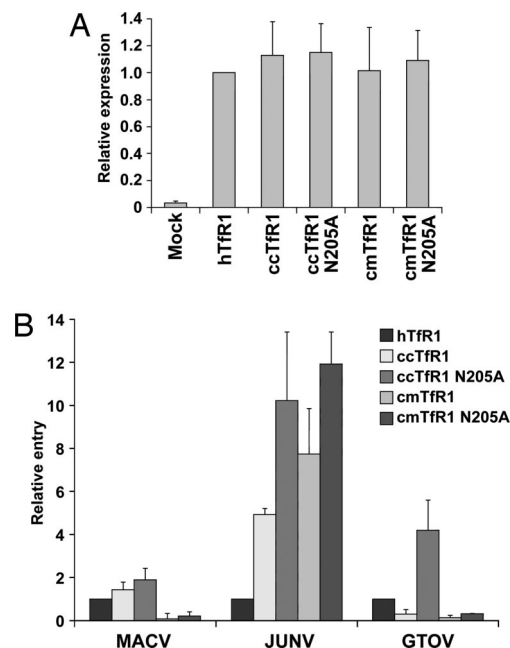 A
Relative expression
1.4
1.2
1.0
0.8
0.6
0.4
0.2
0
Mock
hTfR1
ccTfR1
ccTfR1
N205A
cmTfR1
cmTfR1
N205A
B
Relative entry
14
12
10
8
6
4
2
0
hTfR1
ccTfR1
ccTfR1 N205A
cmTfR1
cmTfR1 N205A
MACV
JUNV
GTOV